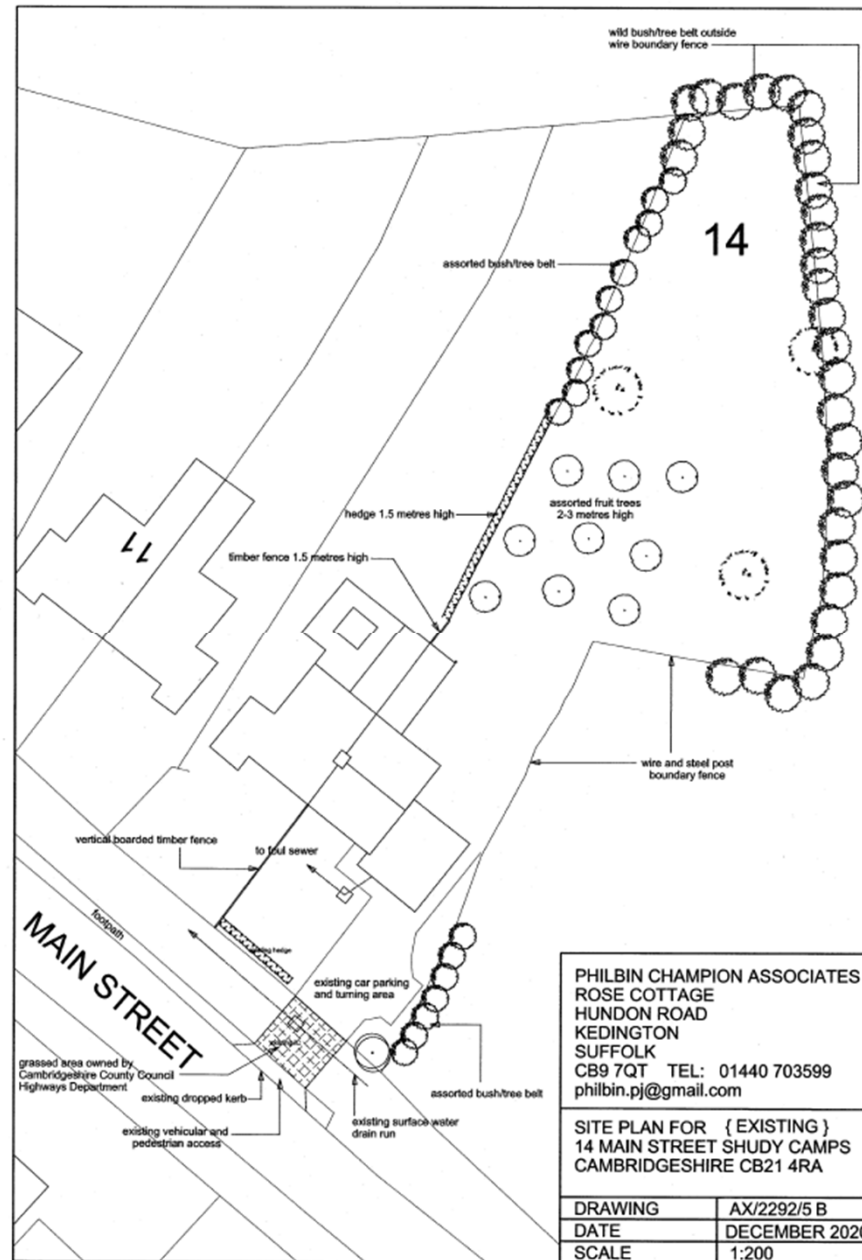 wild bush/tree belt outside
wire boundary fence
14
assorted bush/tree belt
hedge 1.5 metres high
assorted fruit trees
2-3 metres high
11
timber fence 1.5 metres high
wire and steel post
boundary fence
vertical boarded timber fence
to foul sewer
footpath
MAIN STREET
hedge
existing car parking
and turning area
grassed area owned by
Cambridgeshire County Council
Highways Department
existing dropped kerb
existing vehicular and
pedestrian access
existing surface water
drain run
assorted bush/tree belt
PHILBIN CHAMPION ASSOCIATES
ROSE COTTAGE
HUNDON ROAD
KEDINGTON
SUFFOLK
CB9 7QT TEL: 01440 703599
philbin.pj@gmail.com
SITE PLAN FOR { EXISTING }
14 MAIN STREET SHUDY CAMPS
CAMBRIDGESHIRE CB21 4RA
DRAWING AX/2292/5 B
DATE DECEMBER 2020
SCALE 1:200